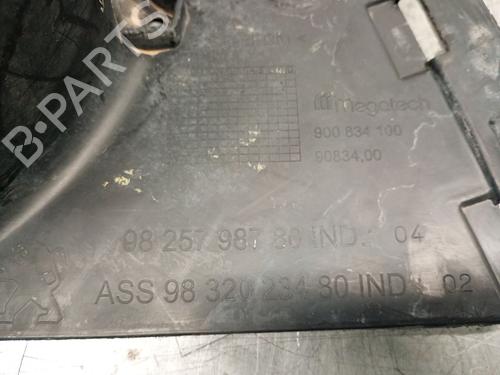 Megatech
900 834 100
90834,00
98 257 987 80 IND : 04
ASS 98 320 234 80 IND : 02
B-PARTS